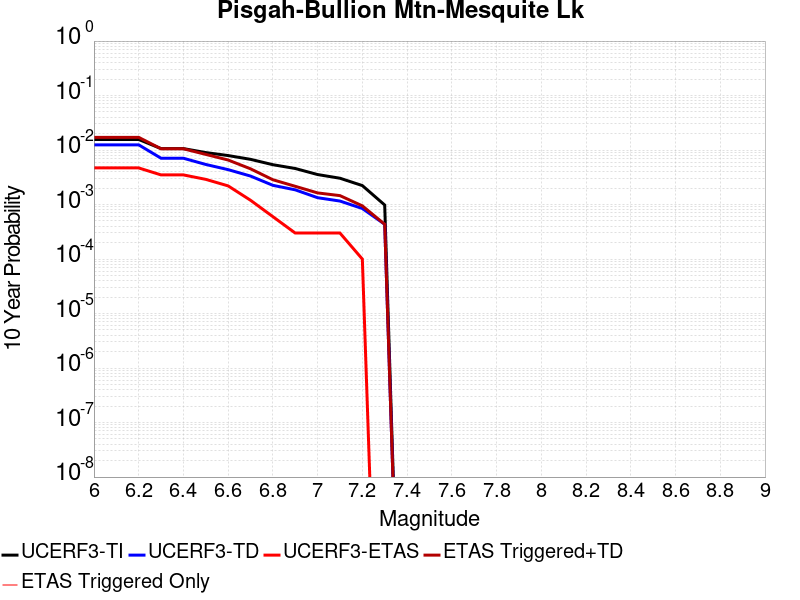 Pisgah-Bullion Mtn-Mesquite Lk
10^0
10^-1
10^-2
10^-3
10^-4
10^-5
10^-6
10^-7
10^-8
10 Year Probability
6 6.2 6.4 6.6 6.8 7 7.2 7.4 7.6 7.8 8 8.2 8.4 8.6 8.8 9
Magnitude
UCERF3-TI UCERF3-TD UCERF3-ETAS ETAS Triggered+TD
ETAS Triggered Only